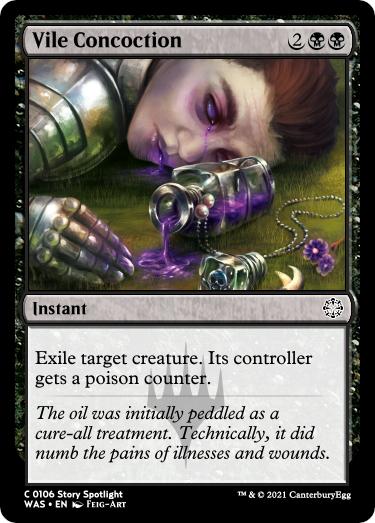 Vile Concoction 2
Instant
Exile target creature. Its controller
gets a poison counter.
The oil was initially peddled as a
cure-all treatment. Technically, it did
numb the pains of illnesses and wounds.
C 0106 Story Spotlight
WAS • EN Feig-Art
™ & © 2021 CanterburyEgg